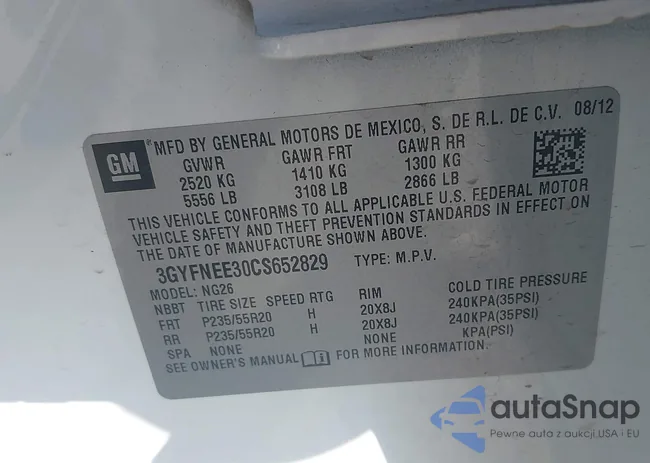 GM
MFD BY GENERAL MOTORS DE MEXICO, S. DE R.L. DE C.V. 08/12
GVWR GAWR FRT GAWR RR
2520 KG 1410 KG 1300 KG
5556 LB 3108 LB 2866 LB
THIS VEHICLE CONFORMS TO ALL APPLICABLE U.S. FEDERAL MOTOR
VEHICLE SAFETY AND THEFT PREVENTION STANDARDS IN EFFECT ON
THE DATE OF MANUFACTURE SHOWN ABOVE.
3GYFNEE30CS652829 TYPE: M.P.V.
MODEL: NG26
NBBT TIRE SIZE SPEED RTG RIM COLD TIRE PRESSURE
FRT P235/55R20 H 20X8J 240KPA(35PSI)
RR P235/55R20 H 20X8J 240KPA(35PSI)
SPA NONE NONE KPA(PSI)
SEE OWNER'S MANUAL FOR MORE INFORMATION.
autaSnap
Pewne auta z aukcji USA i EU